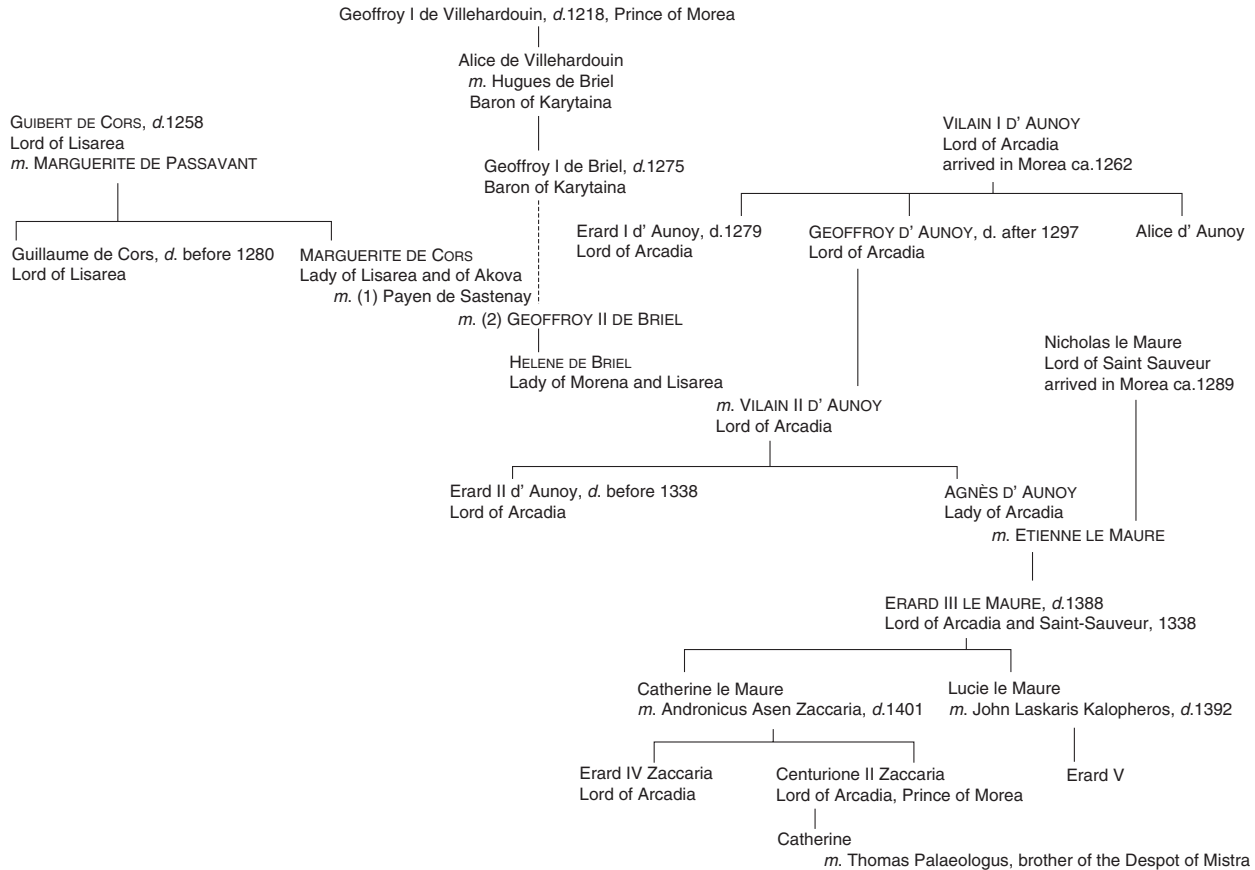 Geoffroy I de Villehardouin, d.1218, Prince of Morea
Alice de Villehardouin
m. Hugues de Briel
Baron of Karytaina
GUIBERT DE CORS, d.1258
Lord of Lisarea
m. MARGUERITE DE PASSAVANT
VILAIN I D' AUNOY
Lord of Arcadia
arrived in Morea ca.1262
Geoffroy I de Briel, d.1275
Baron of Karytaina
Guillaume de Cors, d. before 1280
Lord of Lisarea
MARGUERITE DE CORS
Lady of Lisarea and of Akova
m. (1) Payen de Sastenay
m. (2) GEOFFROY II DE BRIEL
Erard I d' Aunoy, d.1279
Lord of Arcadia
GEOFFROY D' AUNOY, d. after 1297
Lord of Arcadia
Alice d' Aunoy
HELENE DE BRIEL
Lady of Morena and Lisarea
m. VILAIN II D' AUNOY
Lord of Arcadia
Nicholas le Maure
Lord of Saint Sauveur
arrived in Morea ca.1289
Erard II d' Aunoy, d. before 1338
Lord of Arcadia
AGNÈS D' AUNOY
Lady of Arcadia
m. ETIENNE LE MAURE
ERARD III LE MAURE, d.1388
Lord of Arcadia and Saint-Sauveur, 1338
Catherine le Maure
m. Andronicus Asen Zaccaria, d.1401
Lucie le Maure
m. John Laskaris Kalopheros, d.1392
Erard IV Zaccaria
Lord of Arcadia
Centurione II Zaccaria
Lord of Arcadia, Prince of Morea
Erard V
Catherine
m. Thomas Palaeologus, brother of the Despot of Mistra